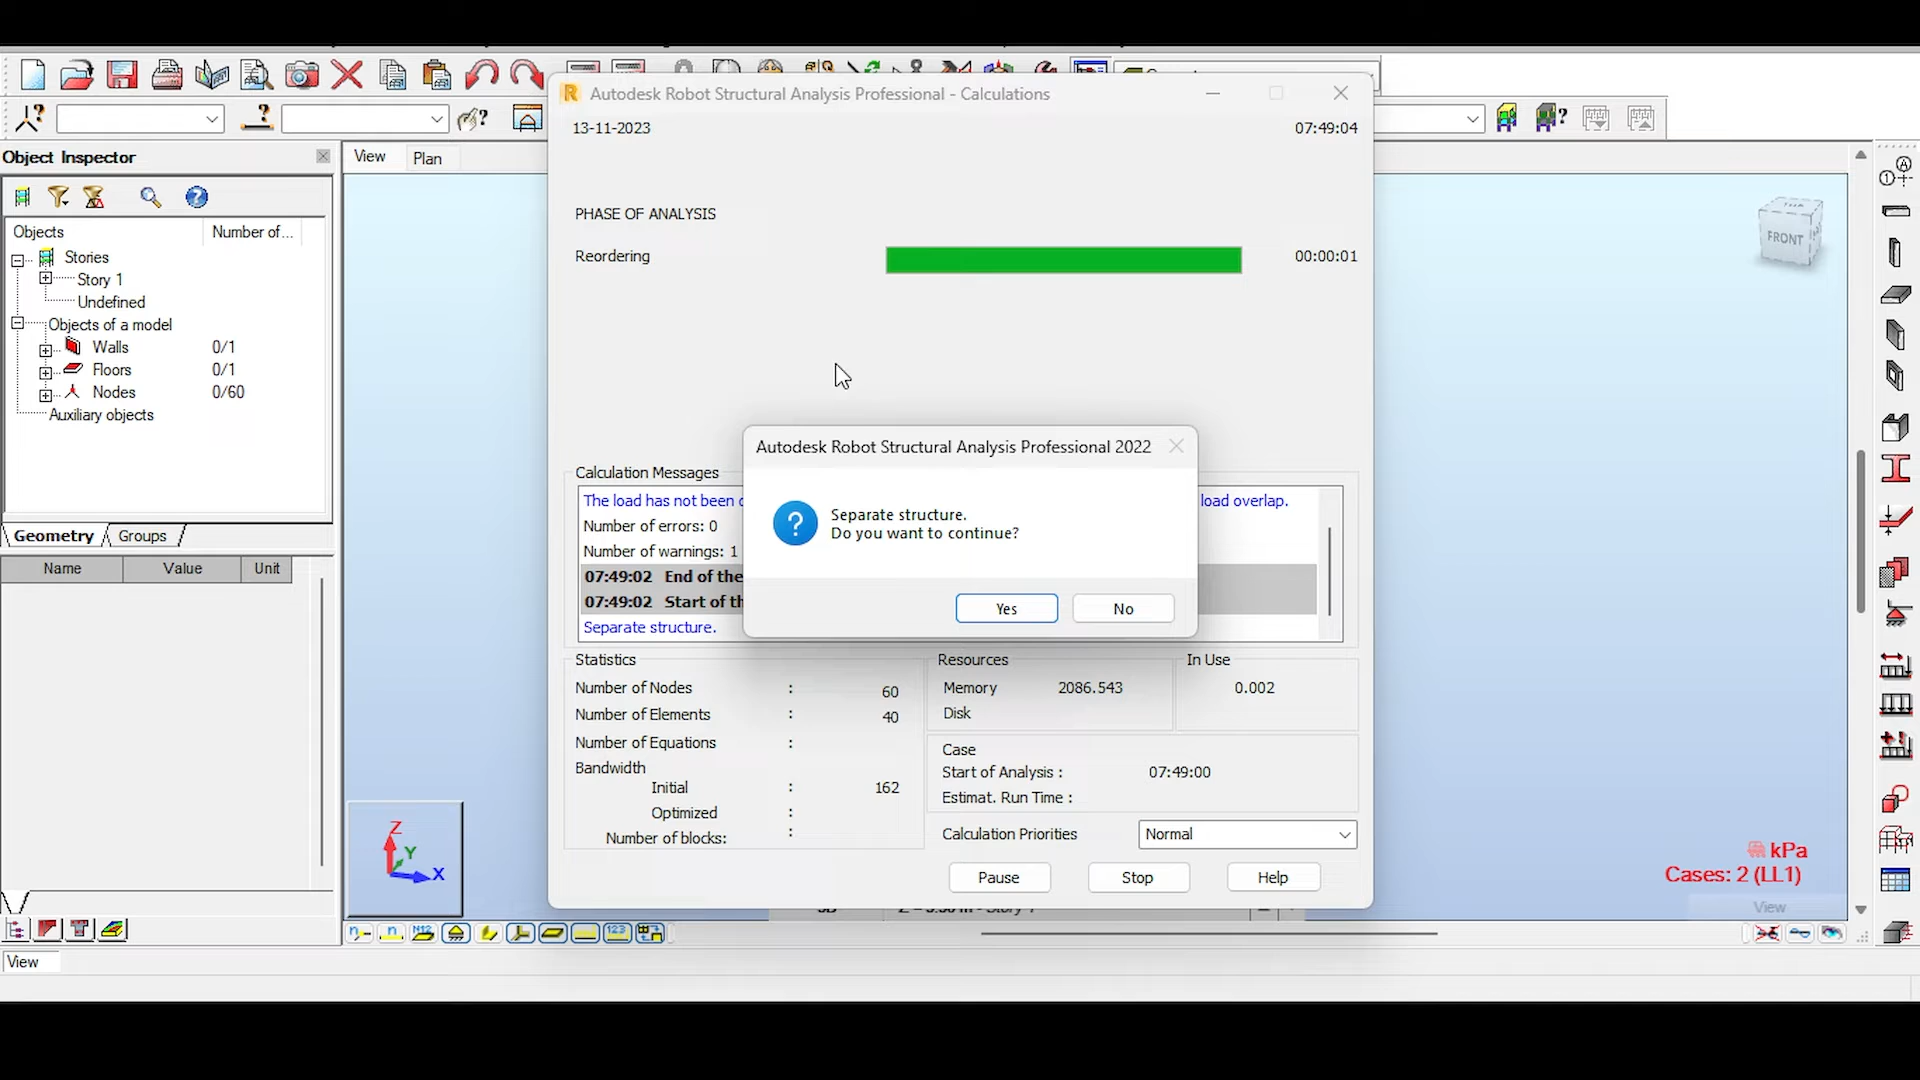 Autodesk Robot Structural Analysis Professional - Calculations
13-11-2023
07:49:04
Object Inspector
View
Plan
Objects
Number of...
Stories
Story 1
Undefined
Objects of a model
Walls 0/1
Floors 0/1
Nodes 0/60
Auxiliary objects
Geometry
Groups
Name Value Unit
View
PHASE OF ANALYSIS
Reordering
00:00:01
Autodesk Robot Structural Analysis Professional 2022
Separate structure.
Do you want to continue?
Yes
No
Calculation Messages
The load has not been
load overlap.
Number of errors: 0
Number of warnings: 1
07:49:02 End of the
07:49:02 Start of th
Separate structure.
Statistics
Number of Nodes : 60
Number of Elements : 40
Number of Equations :
Bandwidth
Initial : 162
Optimized :
Number of blocks: :
Resources
In Use
Memory 2086.543 0.002
Disk
Case
Start of Analysis : 07:49:00
Estimat. Run Time :
Calculation Priorities Normal
Pause
Stop
Help
FRONT
Z
Y
X
kPa
Cases: 2 (LL1)
View